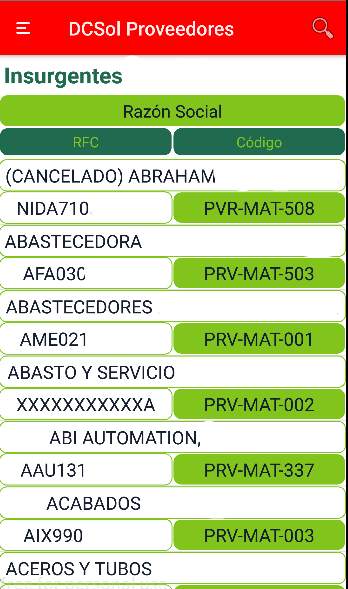 DCSol Proveedores
Insurgentes
Razón Social
RFC Código
(CANCELADO) ABRAHAM
NIDA710 PVR-MAT-508
ABASTECEDORA
AFA030 PRV-MAT-503
ABASTECEDORES
AME021 PRV-MAT-001
ABASTO Y SERVICIO
XXXXXXXXXXXA PRV-MAT-002
ABI AUTOMATION,
AAU131 PRV-MAT-337
ACABADOS
AIX990 PRV-MAT-003
ACEROS Y TUBOS